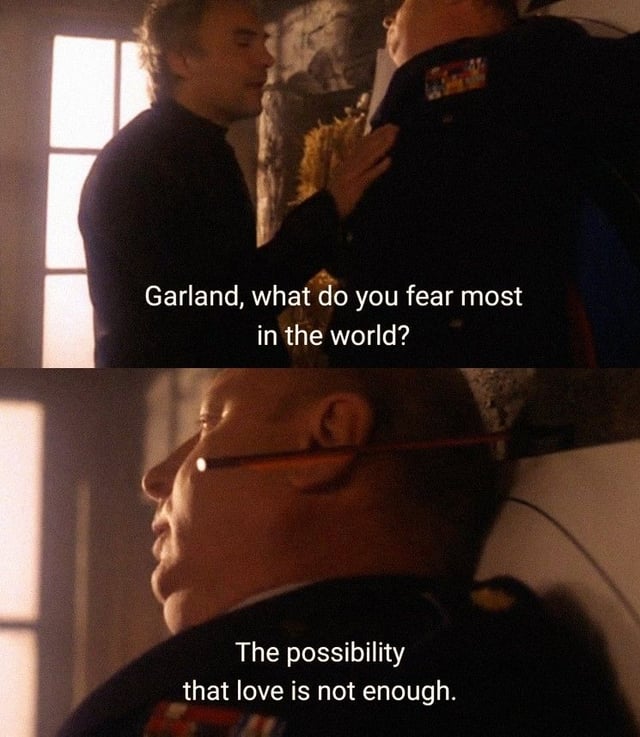 Garland, what do you fear most
in the world?
The possibility
that love is not enough.